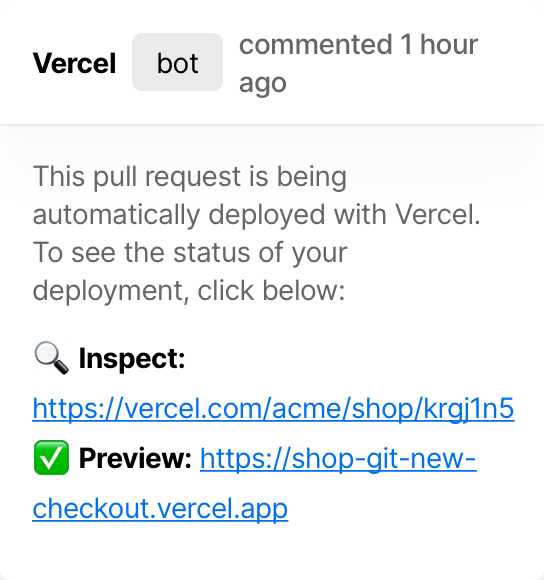 Vercel bot commented 1 hour
ago
This pull request is being
automatically deployed with Vercel.
To see the status of your
deployment, click below:
🔍 Inspect:
https://vercel.com/acme/shop/krgj1n5
✅ Preview: https://shop-git-new-
checkout.vercel.app